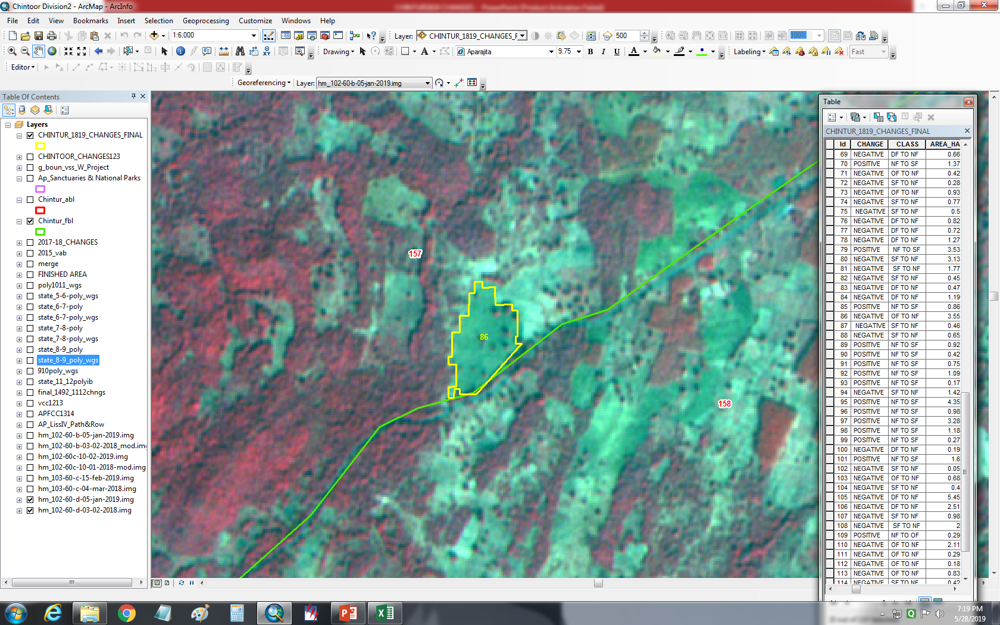 Chintoor Division2 - ArcMap - ArcInfo
File Edit View Bookmarks Insert Selection Geoprocessing Customize Windows Help
1:6,000
Layer: CHINTUR_1819_CHANGES_F
500
100%
Drawing
Aparajita
9.75
B I U A
Labeling
Fast
Editor
Georeferencing
Layer: hm_102-60-b-05-jan-2019.img
Table Of Contents
Layers
CHINTUR_1819_CHANGES_FINAL
CHINTOOR_CHANGES123
g_boun_vss_W_Project
Ap_Sanctuaries & National Parks
Chintur_abl
Chintur_fbl
2017-18_CHANGES
2015_vab
merge
FINISHED AREA
poly1011_wgs
state_5-6-poly_wgs
state_6-7-poly
state_6-7-poly_wgs
state_7-8-poly
state_7-8-poly_wgs
state_8-9_poly
state_8-9_poly_wgs
910poly_wgs
state_11_12polyib
final_1492_1112chngs
vcc1213
APFCC1314
AP_LissIV_Path&Row
hm_102-60-b-05-jan-2019.img
hm_102-60-b-03-02-2018_mod.im
hm_102-60c-10-02-2019.img
hm_102-60c-10-01-2018-mod.img
hm_103-60-c-15-feb-2019.img
hm_103-60-c-04-mar-2018.img
hm_102-60-d-05-jan-2019.img
hm_102-60-d-03-02-2018.img
157
86
158
Table
CHINTUR_1819_CHANGES_FINAL
Id CHANGE CLASS AREA_HA
69 NEGATIVE DF TO NF 0.66
70 POSITIVE NF TO SF 1.37
71 NEGATIVE OF TO NF 0.42
72 NEGATIVE SF TO NF 0.28
73 NEGATIVE OF TO NF 0.93
74 NEGATIVE SF TO NF 0.77
75 NEGATIVE SF TO NF 0.5
76 NEGATIVE DF TO NF 0.82
77 NEGATIVE DF TO NF 0.72
78 NEGATIVE DF TO NF 1.27
79 POSITIVE NF TO SF 3.53
80 NEGATIVE SF TO NF 3.13
81 NEGATIVE SF TO NF 1.77
82 NEGATIVE SF TO NF 0.45
83 NEGATIVE DF TO NF 0.47
84 NEGATIVE DF TO NF 1.19
85 POSITIVE NF TO SF 0.86
86 NEGATIVE OF TO NF 3.55
87 NEGATIVE SF TO NF 0.46
88 NEGATIVE SF TO NF 0.65
89 POSITIVE NF TO SF 0.92
90 POSITIVE NF TO SF 0.42
91 POSITIVE NF TO SF 0.75
92 POSITIVE NF TO SF 1.09
93 POSITIVE NF TO SF 0.17
94 NEGATIVE SF TO NF 1.42
95 POSITIVE NF TO SF 4.35
96 POSITIVE NF TO SF 0.98
97 POSITIVE NF TO SF 3.28
98 POSITIVE NF TO SF 1.18
99 POSITIVE NF TO SF 0.27
100 NEGATIVE DF TO NF 0.19
101 POSITIVE NF TO SF 1.6
102 NEGATIVE SF TO NF 0.05
103 NEGATIVE OF TO NF 0.68
104 NEGATIVE SF TO NF 0.4
105 NEGATIVE DF TO NF 5.45
106 NEGATIVE DF TO NF 2.51
107 NEGATIVE SF TO NF 0.98
108 NEGATIVE SF TO NF 2
109 POSITIVE NF TO OF 0.29
110 NEGATIVE OF TO NF 2.11
111 NEGATIVE OF TO NF 0.29
112 NEGATIVE OF TO NF 0.18
113 NEGATIVE OF TO NF 0.83
114 NEGATIVE SF TO NF 0.42
7:19 PM
5/28/2019